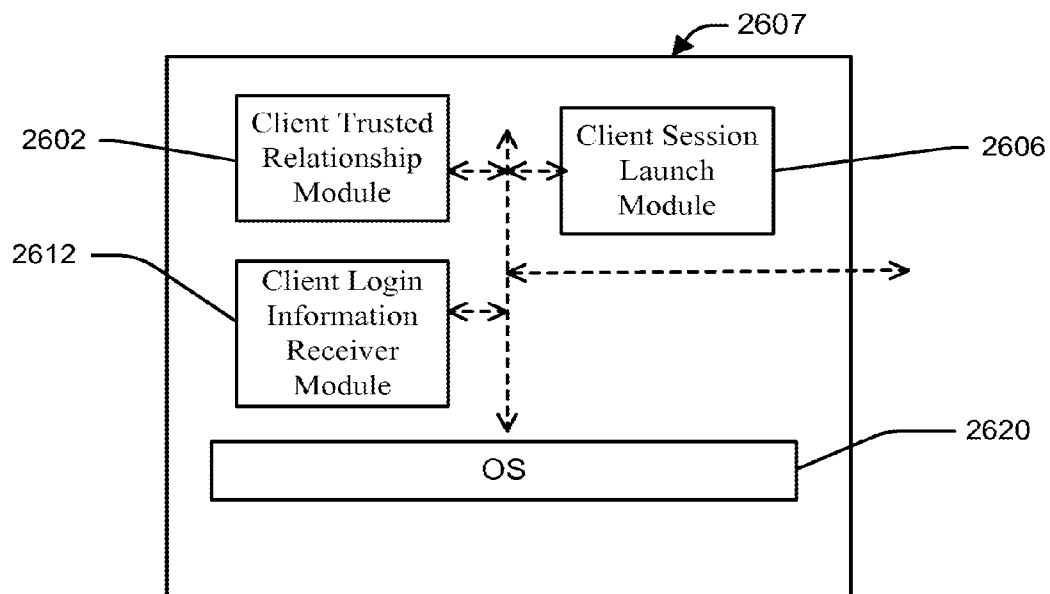 2607
2602
Client Trusted
Relationship
Module
Client Session
Launch
Module
2606
2612
Client Login
Information
Receiver
Module
OS
2620